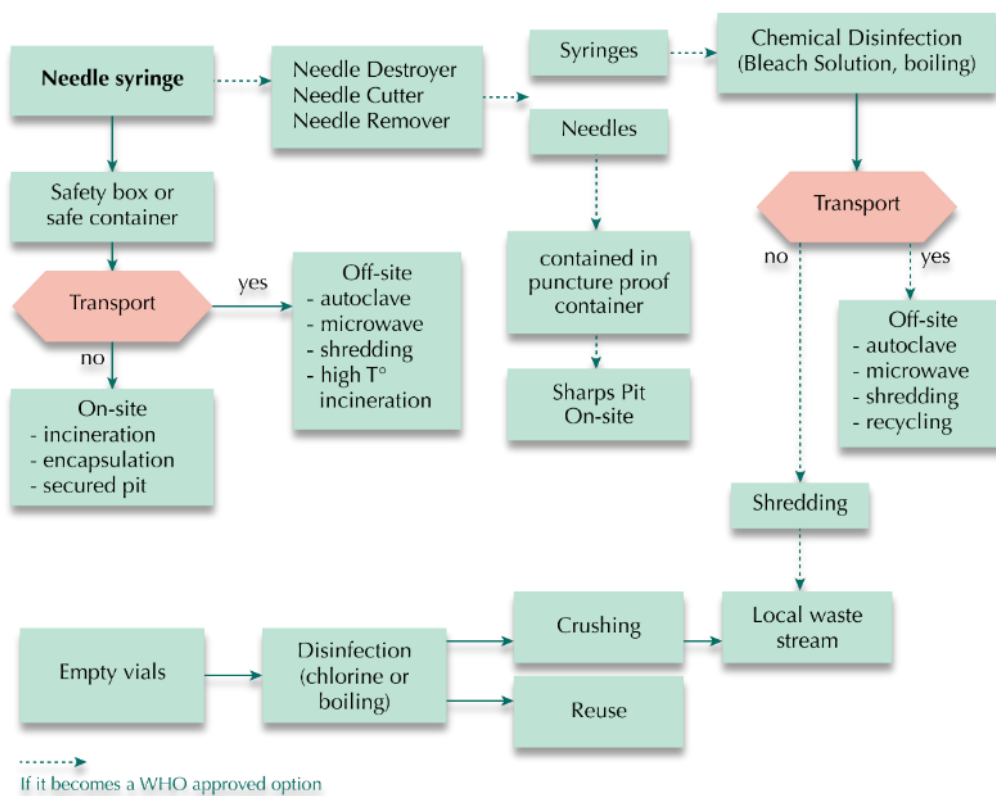 Needle syringe
Needle Destroyer
Needle Cutter
Needle Remover
Syringes
Needles
Chemical Disinfection
(Bleach Solution, boiling)
Safety box or
safe container
Transport
yes
no
Off-site
- autoclave
- microwave
- shredding
- high T°
incineration
On-site
- incineration
- encapsulation
- secured pit
contained in
puncture proof
container
Sharps Pit
On-site
Transport
no
yes
Off-site
- autoclave
- microwave
- shredding
- recycling
Shredding
Local waste
stream
Empty vials
Disinfection
(chlorine or
boiling)
Crushing
Reuse
If it becomes a WHO approved option